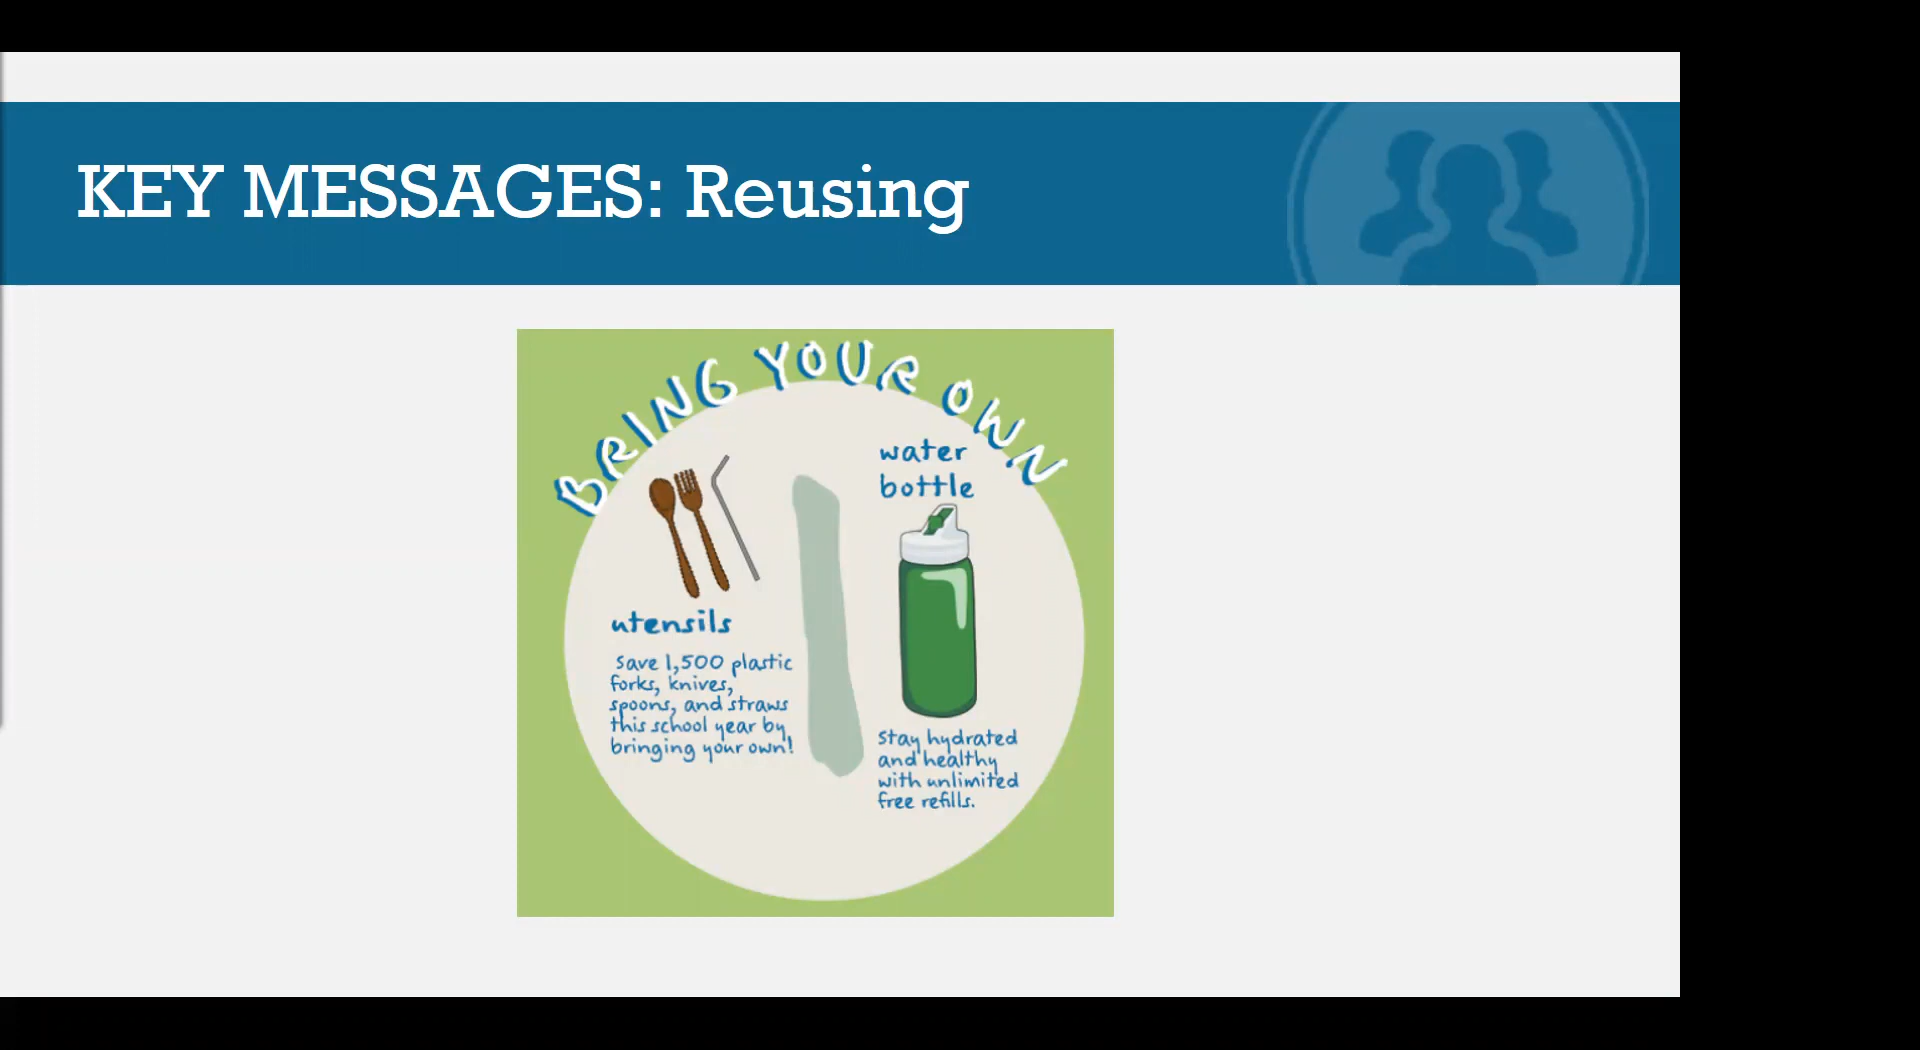 KEY MESSAGES: Reusing
BRING YOUR OWN
utensils
Save 1,500 plastic
forks, knives,
spoons, and straws
this school year by
bringing your own!
water
bottle
Stay hydrated
and healthy
with unlimited
free refills.